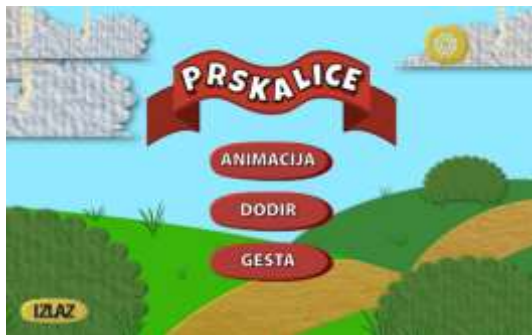 PRSKALICE
ANIMACIJA
DODIR
GESTA
IZLAZ